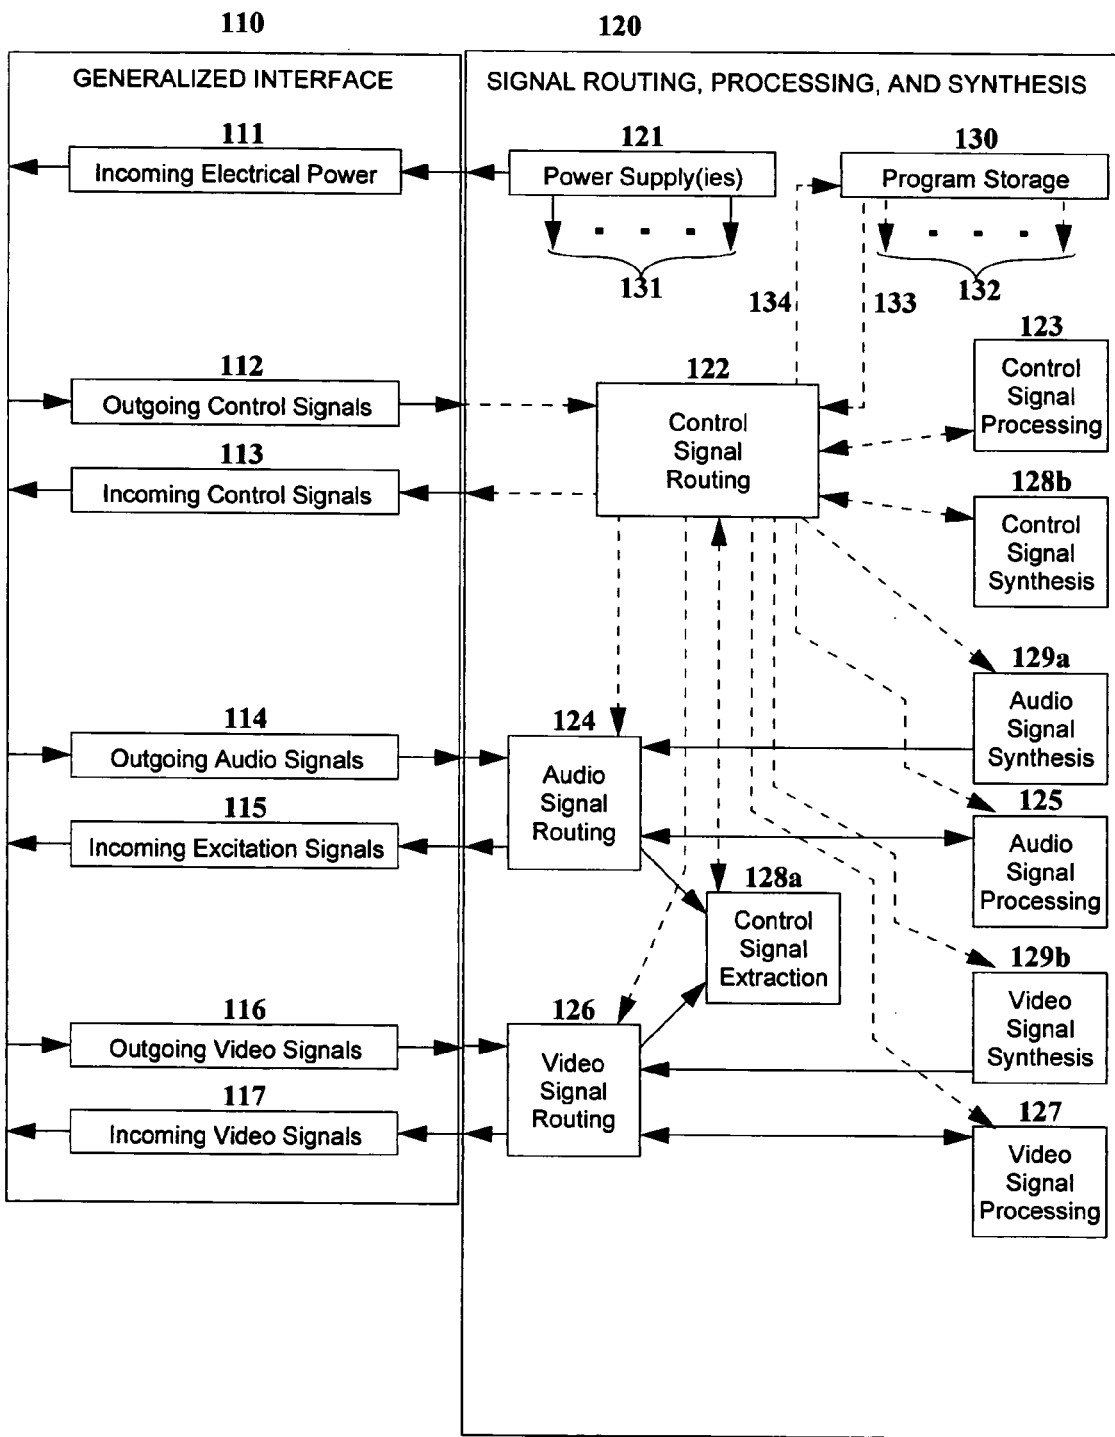 110
120
GENERALIZED INTERFACE
SIGNAL ROUTING, PROCESSING, AND SYNTHESIS
111
Incoming Electrical Power
121
Power Supply(ies)
130
Program Storage
131
132
134
133
112
Outgoing Control Signals
113
Incoming Control Signals
122
Control
Signal
Routing
123
Control
Signal
Processing
128b
Control
Signal
Synthesis
129a
Audio
Signal
Synthesis
114
Outgoing Audio Signals
115
Incoming Excitation Signals
124
Audio
Signal
Routing
125
Audio
Signal
Processing
128a
Control
Signal
Extraction
129b
Video
Signal
Synthesis
116
Outgoing Video Signals
117
Incoming Video Signals
126
Video
Signal
Routing
127
Video
Signal
Processing